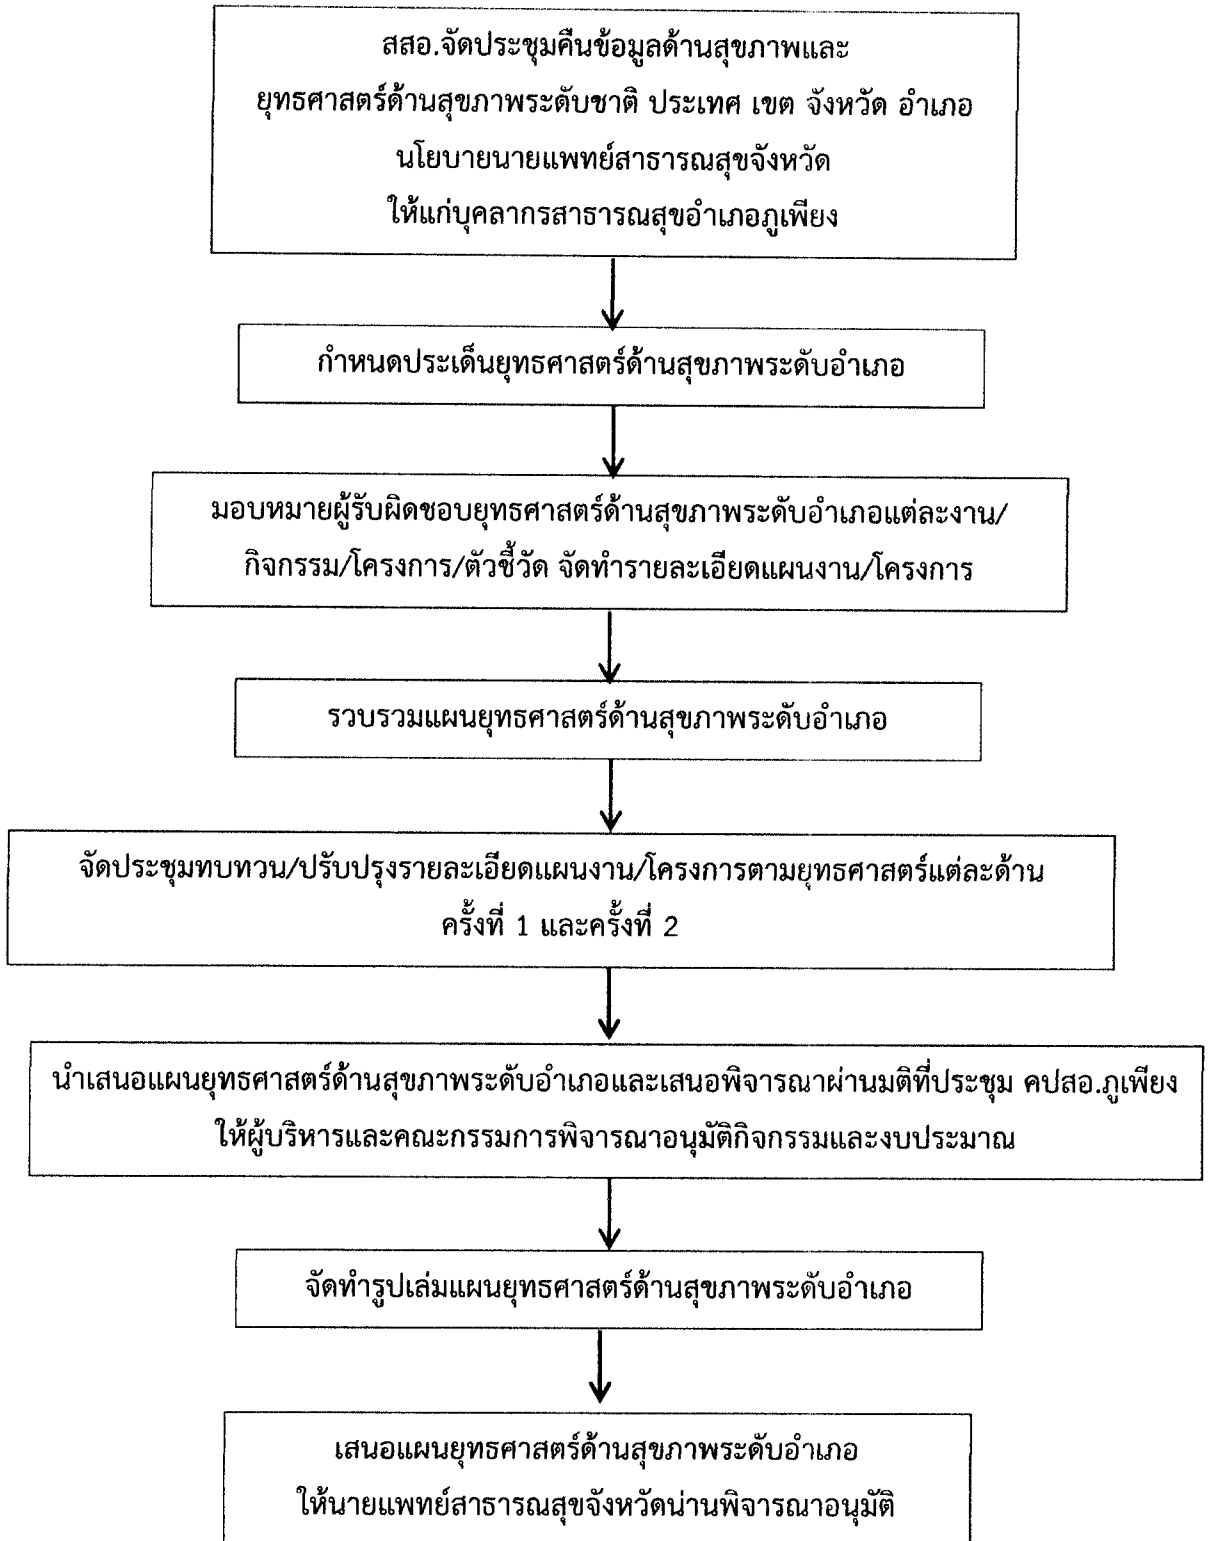 สสอ.จัดประชุมคืนข้อมูลด้านสุขภาพและ
ยุทธศาสตร์ด้านสุขภาพระดับชาติ ประเทศ เขต จังหวัด อำเภอ
นโยบายนายแพทย์สาธารณสุขจังหวัด
ให้แก่บุคลากรสาธารณสุขอำเภอภูเพียง
กำหนดประเด็นยุทธศาสตร์ด้านสุขภาพระดับอำเภอ
มอบหมายผู้รับผิดชอบยุทธศาสตร์ด้านสุขภาพระดับอำเภอแต่ละงาน/
กิจกรรม/โครงการ/ตัวชี้วัด จัดทำรายละเอียดแผนงาน/โครงการ
รวบรวมแผนยุทธศาสตร์ด้านสุขภาพระดับอำเภอ
จัดประชุมทบทวน/ปรับปรุงรายละเอียดแผนงาน/โครงการตามยุทธศาสตร์แต่ละด้าน
ครั้งที่ 1 และครั้งที่ 2
นำเสนอแผนยุทธศาสตร์ด้านสุขภาพระดับอำเภอและเสนอพิจารณาผ่านมติที่ประชุม คปสอ.ภูเพียง
ให้ผู้บริหารและคณะกรรมการพิจารณาอนุมัติกิจกรรมและงบประมาณ
จัดทำรูปเล่มแผนยุทธศาสตร์ด้านสุขภาพระดับอำเภอ
เสนอแผนยุทธศาสตร์ด้านสุขภาพระดับอำเภอ
ให้นายแพทย์สาธารณสุขจังหวัดน่านพิจารณาอนุมัติ